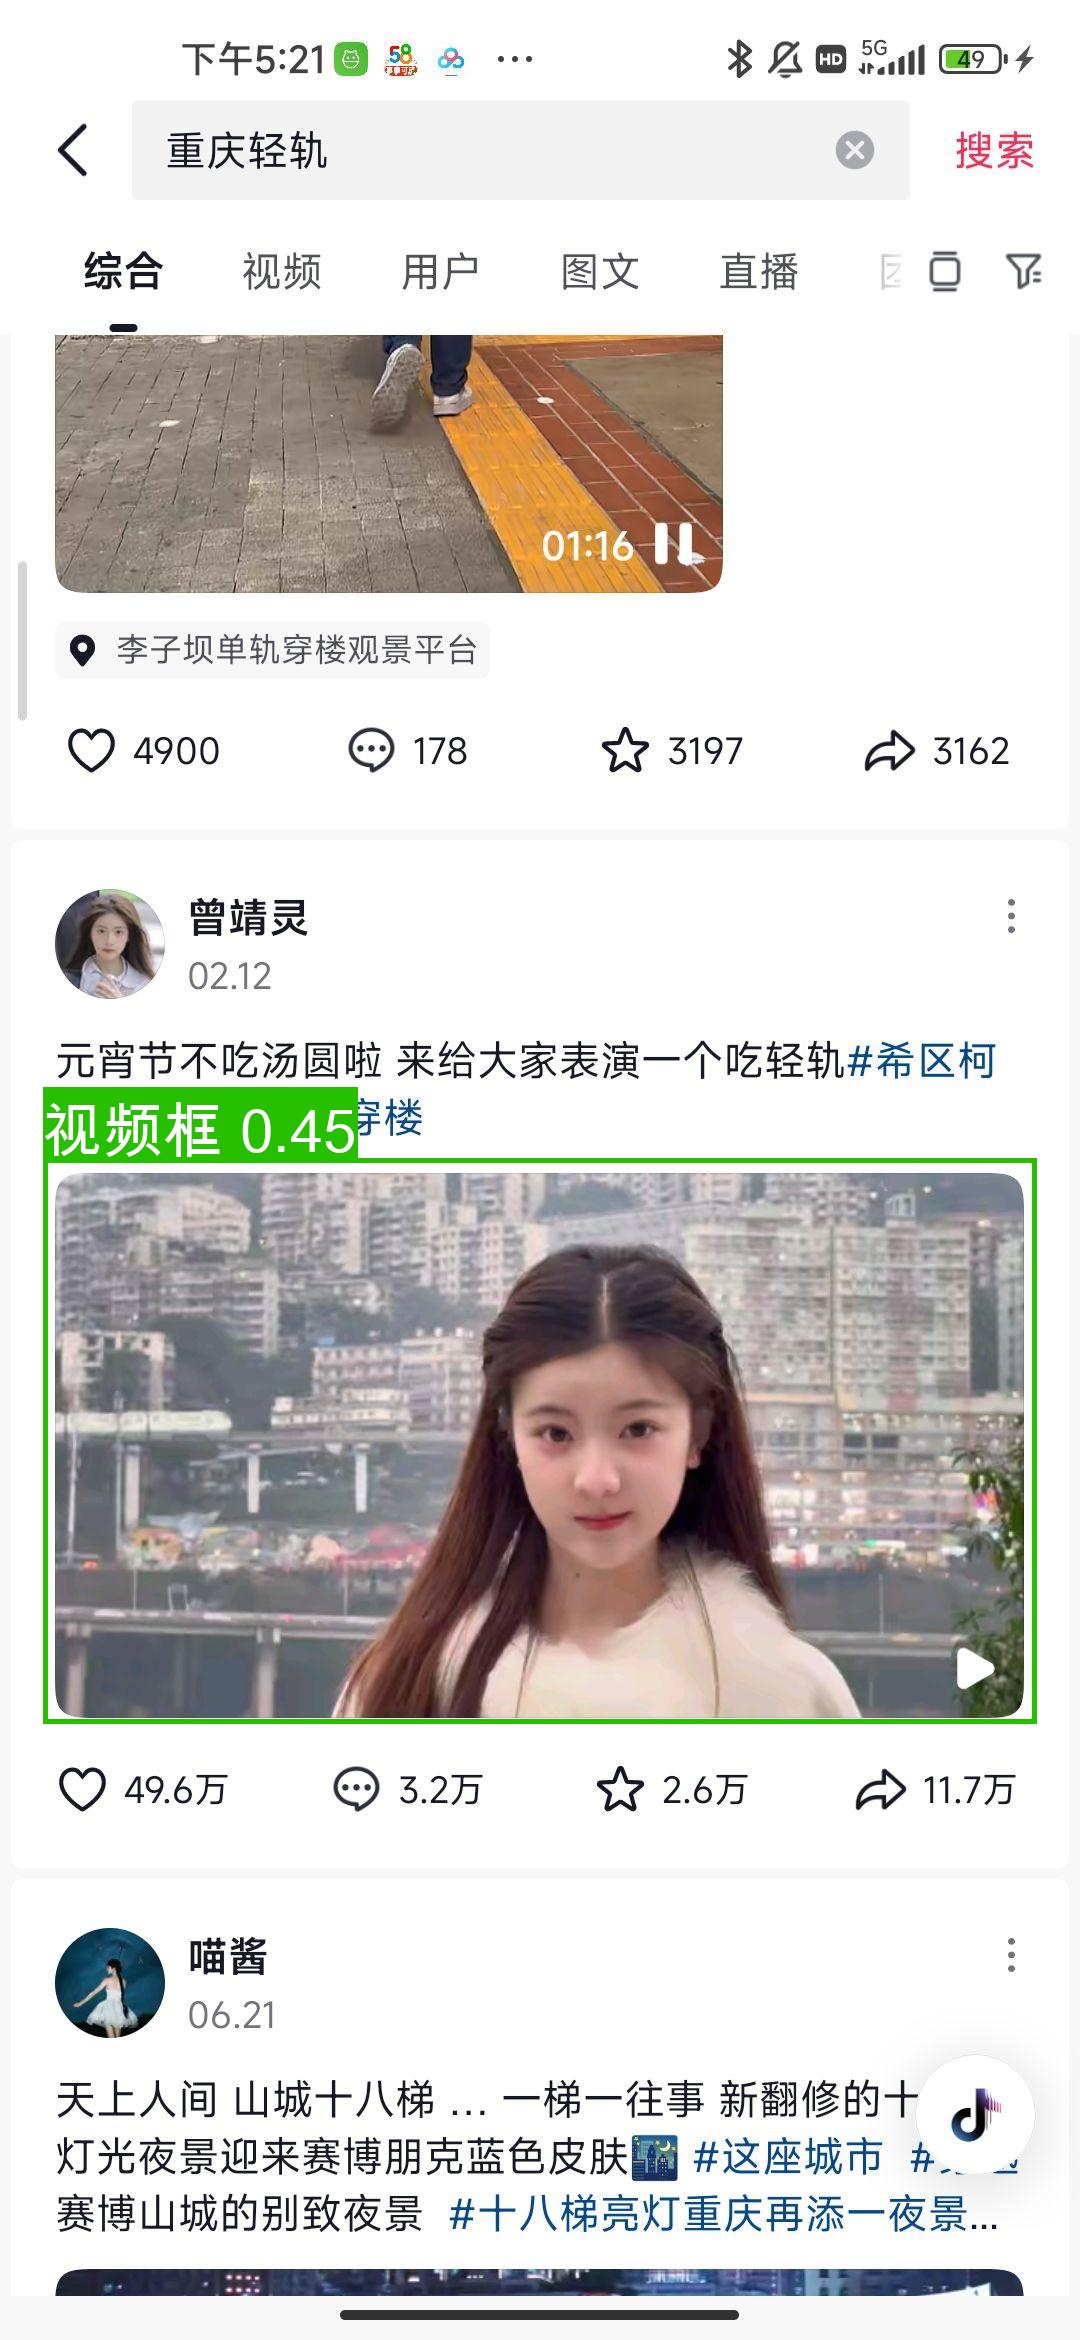 下午5:21 58 ··· HD 5G 49
重庆轻轨 搜索
综合 视频 用户 图文 直播
01:16
李子坝单轨穿楼观景平台
4900 178 3197 3162
曾靖灵
02.12
元宵节不吃汤圆啦 来给大家表演一个吃轻轨#希区柯
视频框 0.45 穿楼
49.6万 3.2万 2.6万 11.7万
喵酱
06.21
天上人间 山城十八梯 … 一梯一往事 新翻修的十
灯光夜景迎来赛博朋克蓝色皮肤🌃 #这座城市 #
赛博山城的别致夜景 #十八梯亮灯重庆再添一夜景...